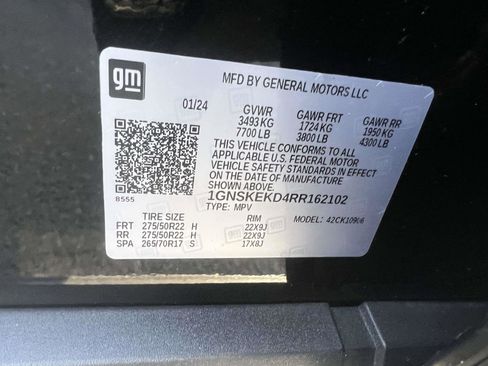 gm
MFD BY GENERAL MOTORS LLC
01/24 GVWR GAWR FRT GAWR RR
3493 KG 1724 KG 1950 KG
7700 LB 3800 LB 4300 LB
THIS VEHICLE CONFORMS TO ALL
APPLICABLE U.S. FEDERAL MOTOR
VEHICLE SAFETY STANDARDS IN EFFECT
ON THE DATE OF MANUFACTURE SHOWN ABOVE.
1GNSKEKD4RR162102
8555 TYPE: MPV MODEL: 42CK10906
TIRE SIZE RIM
FRT 275/50R22 H 22X9J
RR 275/50R22 H 22X9J
SPA 265/70R17 S 17X8J